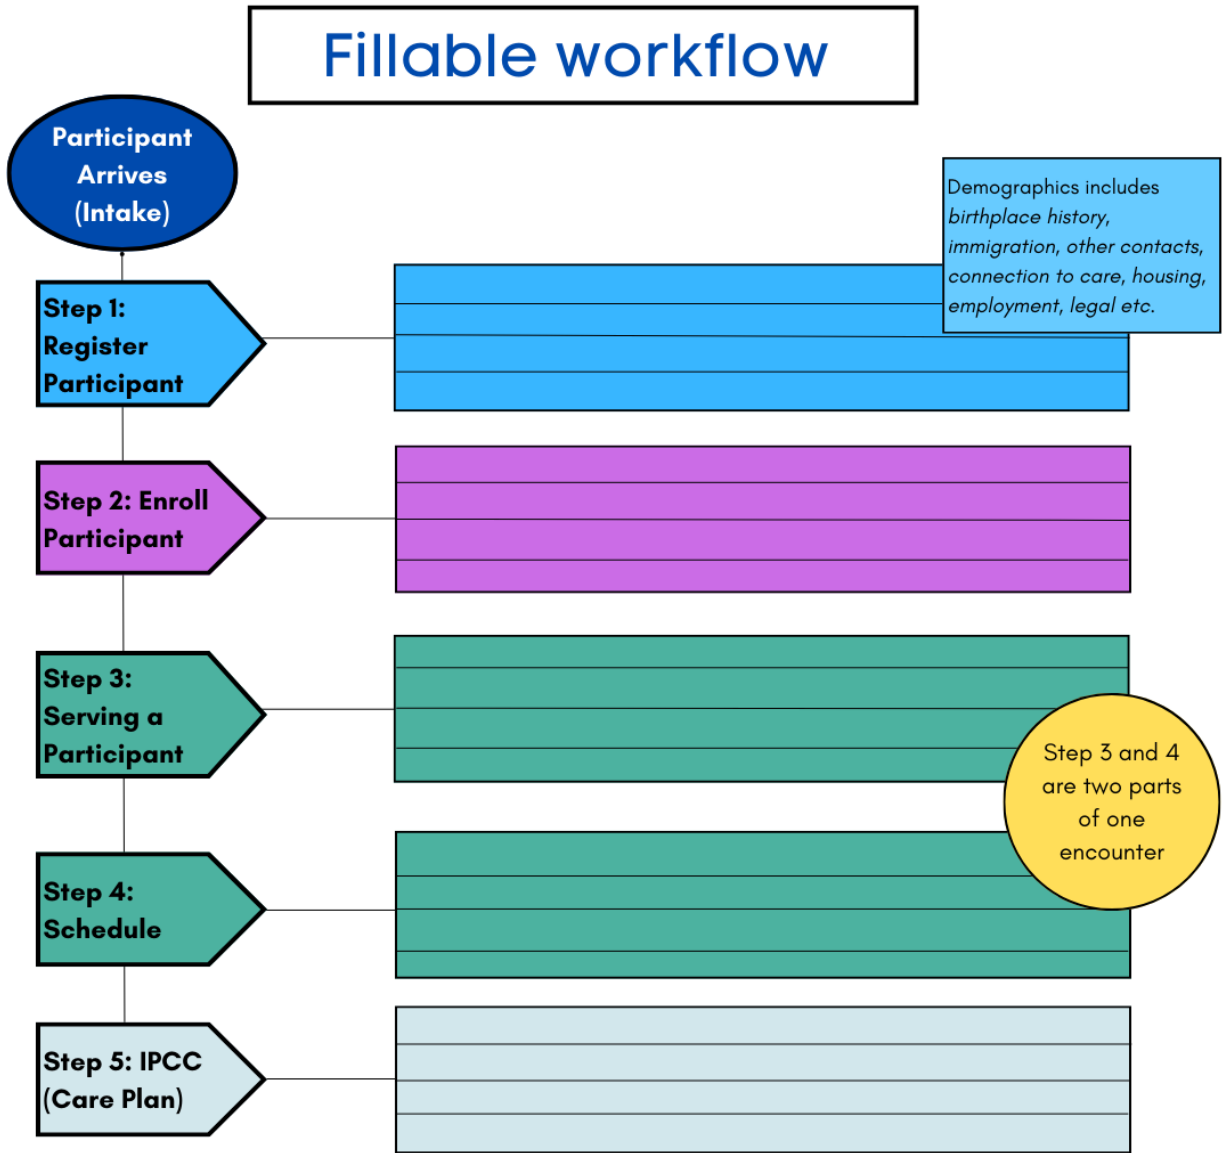 Fillable workflow
Participant
Arrives
(Intake)
Demographics includes
birthplace history,
immigration, other contacts,
connection to care, housing,
employment, legal etc.
Step 1:
Register
Participant
Step 2: Enroll
Participant
Step 3:
Serving a
Participant
Step 3 and 4
are two parts
of one
encounter
Step 4:
Schedule
Step 5: IPCC
(Care Plan)